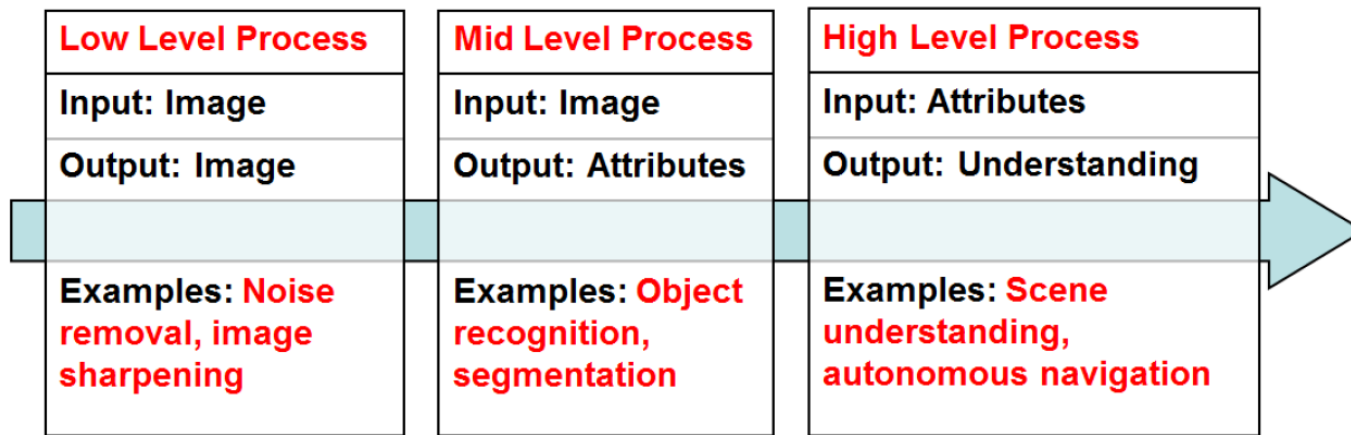 Low Level Process
Input: Image
Output: Image
Examples: Noise
removal, image
sharpening
Mid Level Process
Input: Image
Output: Attributes
Examples: Object
recognition,
segmentation
High Level Process
Input: Attributes
Output: Understanding
Examples: Scene
understanding,
autonomous navigation